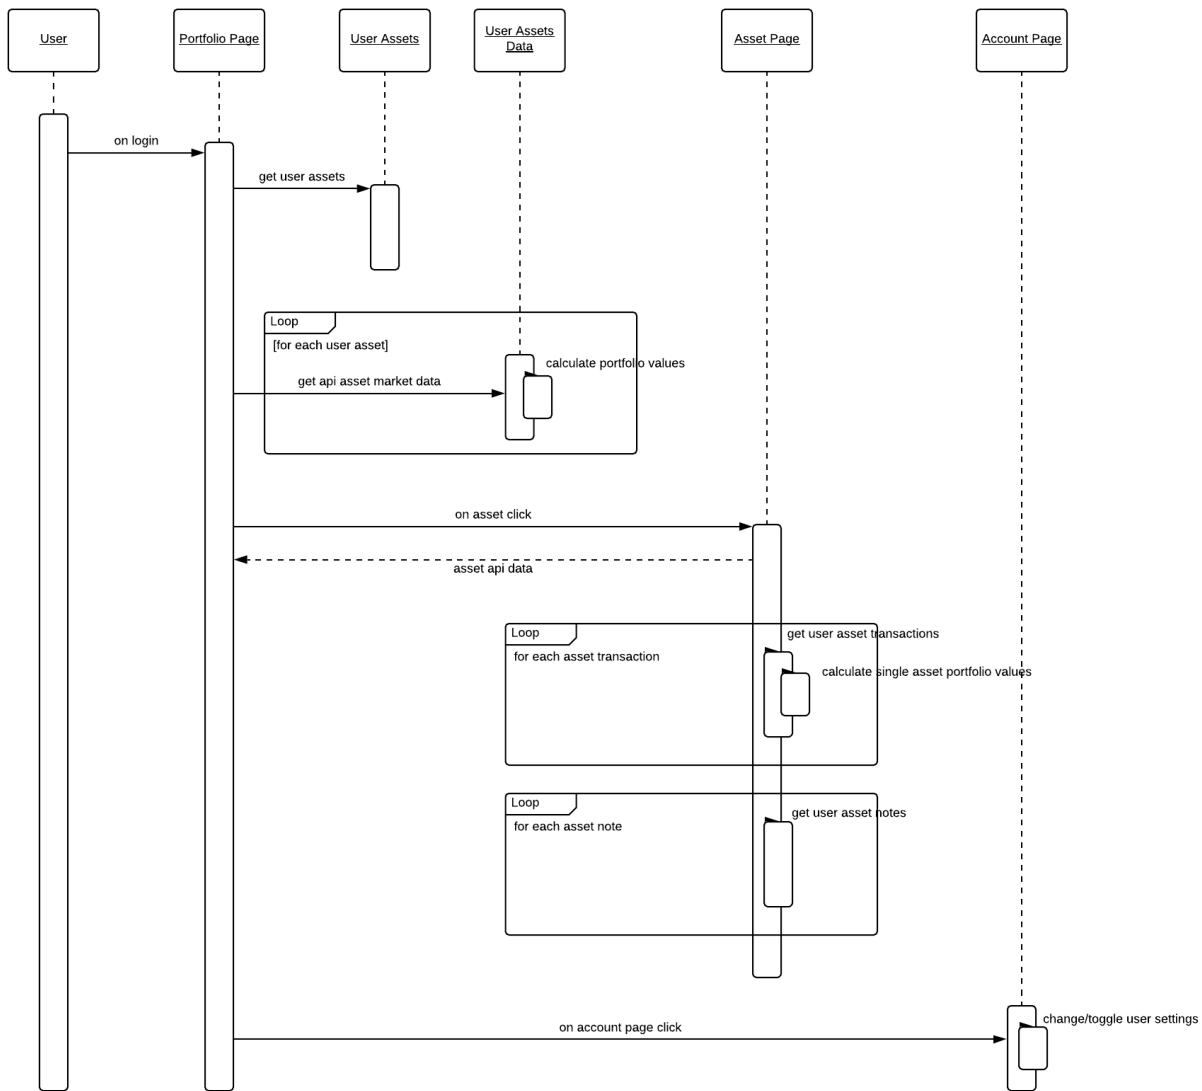 User
Portfolio Page
User Assets
User Assets
Data
Asset Page
Account Page
on login
get user assets
Loop
[for each user asset]
calculate portfolio values
get api asset market data
on asset click
asset api data
Loop
get user asset transactions
for each asset transaction
calculate single asset portfolio values
Loop
get user asset notes
for each asset note
change/toggle user settings
on account page click